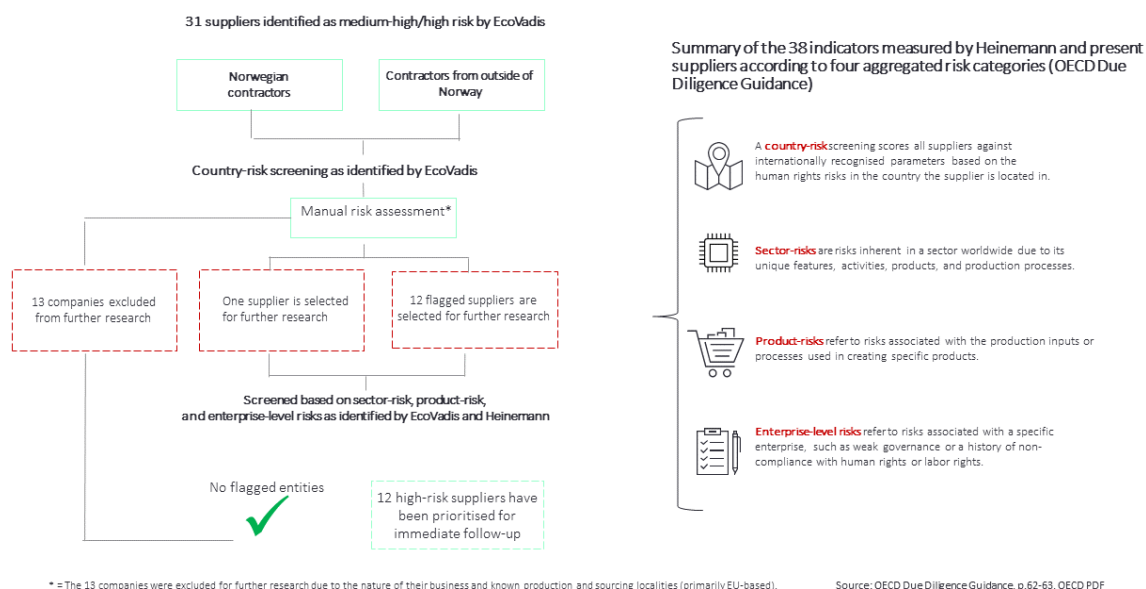 31 suppliers identified as medium-high/high risk by EcoVadis
Norwegian
contractors
Contractors from outside of
Norway
Country-risk screening as identified by EcoVadis
Manual risk assessment*
13 companies excluded
from further research
One supplier is selected
for further research
12 flagged suppliers are
selected for further research
Screened based on sector-risk, product-risk,
and enterprise-level risks as identified by EcoVadis and Heinemann
No flagged entities
12 high-risk suppliers have
been prioritised for
immediate follow-up
Summary of the 38 indicators measured by Heinemann and present
suppliers according to four aggregated risk categories (OECD Due
Diligence Guidance)
A country-risk screening scores all suppliers against
internationally recognised parameters based on the
human rights risks in the country the supplier is located in.
Sector-risks are risks inherent in a sector worldwide due to its
unique features, activities, products, and production processes.
Product-risks refer to risks associated with the production inputs or
processes used in creating specific products.
Enterprise-level risks refer to risks associated with a specific
enterprise, such as weak governance or a history of non-
compliance with human rights or labor rights.
* = The 13 companies were excluded for further research due to the nature of their business and known production and sourcing localities (primarily EU-based).
Source: OECD Due Diligence Guidance, p.62-63, OECD PDF